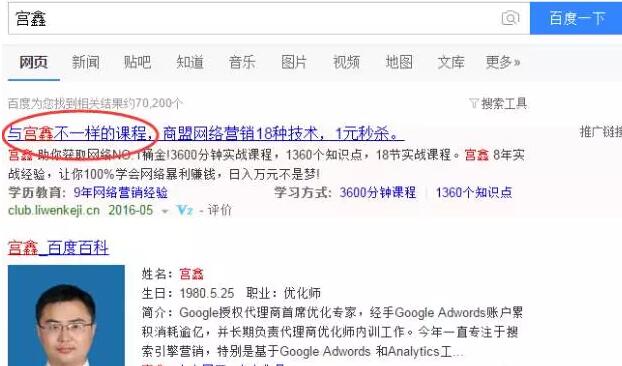 宫鑫
百度一下
网页 新闻 贴吧 知道 音乐 图片 视频 地图 文库 更多»
百度为您找到相关结果约70,200个
搜索工具
与宫鑫不一样的课程，商盟网络营销18种技术，1元秒杀。
推广链接
宫鑫-助你获取网络NO.1桶金!3600分钟实战课程，1360个知识点，18节实战课程。宫鑫 8年实
战经验，让你100%学会网络暴利赚钱，日入万元不是梦!
学历教育：9年网络营销经验 学习方式：3600分钟课程 | 1360个知识点
club.liwenkeji.cn 2016-05 V2 - 评价
宫鑫_百度百科
姓名：宫鑫
生日：1980.5.25 职业：优化师
简介：Google授权代理商首席优化专家，经手Google Adwords账户累
积消耗逾亿，并长期负责代理商优化师内训工作。今年一直专注于搜
索引擎营销，特别是基于Google Adwords 和Analytics工...